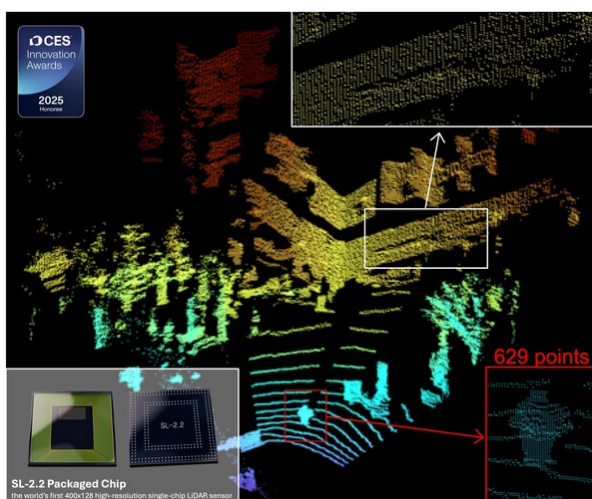 CES
Innovation
Awards
2025
Honoree
629 points
SL-2.2
SL-2.2 Packaged Chip
the world's first 400x128 high-resolution single-chip LiDAR sensor